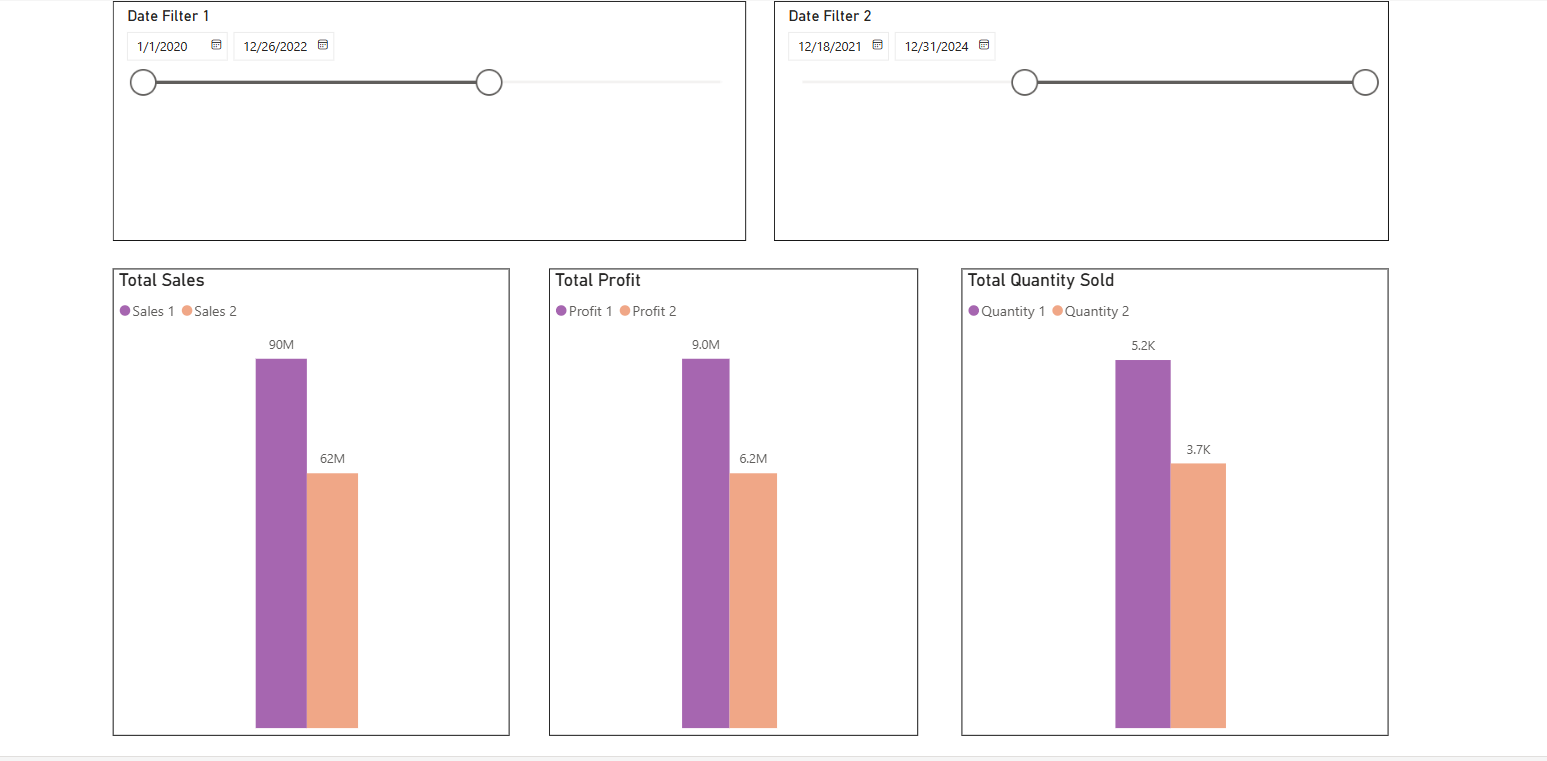 Date Filter 1
1/1/2020 12/26/2022
Date Filter 2
12/18/2021 12/31/2024
Total Sales
Sales 1 Sales 2
90M
62M
Total Profit
Profit 1 Profit 2
9.0M
6.2M
Total Quantity Sold
Quantity 1 Quantity 2
5.2K
3.7K